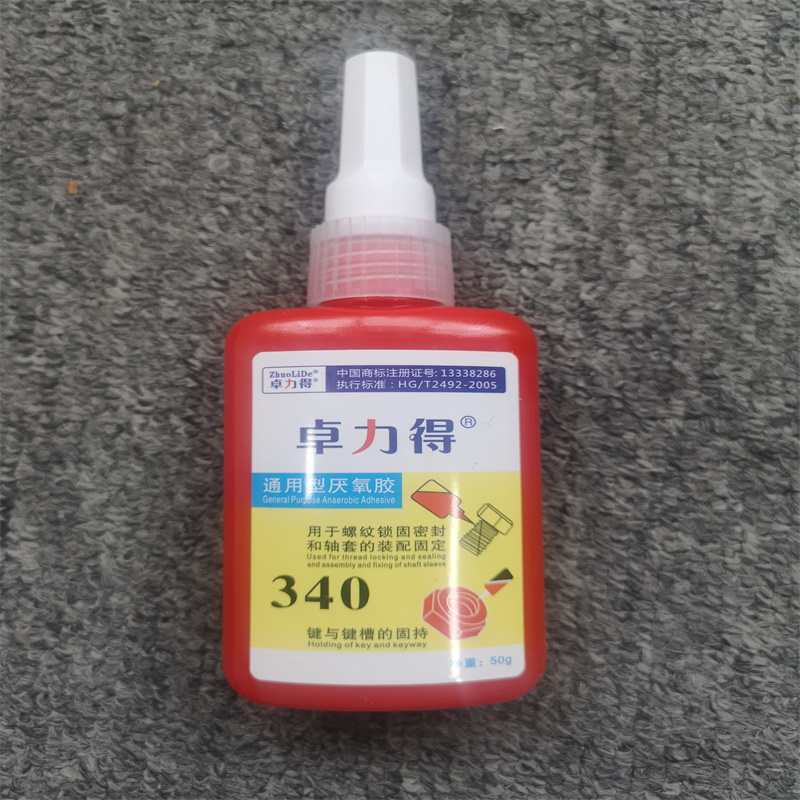 ZhuoLiDe®
卓力得®
中国商标注册证号: 13338286
执行标准: HG/T2492-2005
卓力得®
通用型厌氧胶
General Purpose Anaerobic Adhesive
用于螺纹锁固密封
和轴套的装配固定
Used for thread locking and sealing
and assembly and fixing of shaft sleeve
340
键与键槽的固持
Holding of key and keyway
净重: 50g